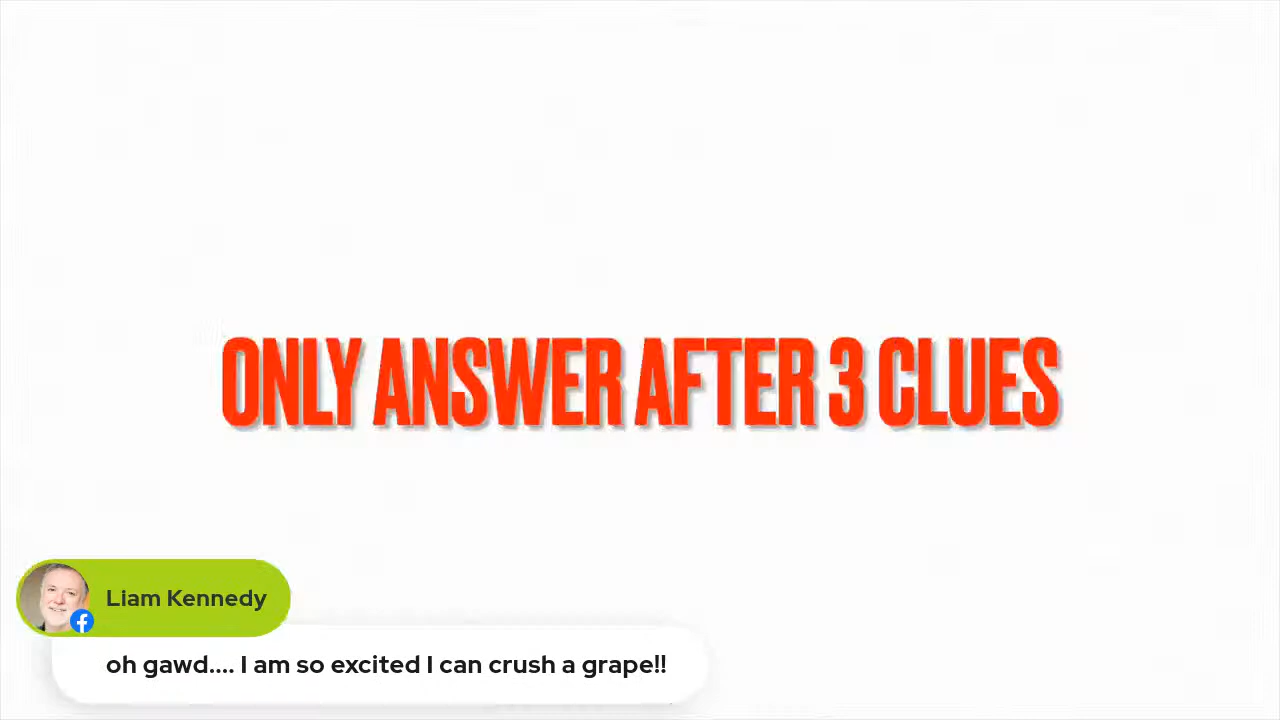 ONLY ANSWER AFTER 3 CLUES
Liam Kennedy
oh gawd.... I am so excited I can crush a grape!!